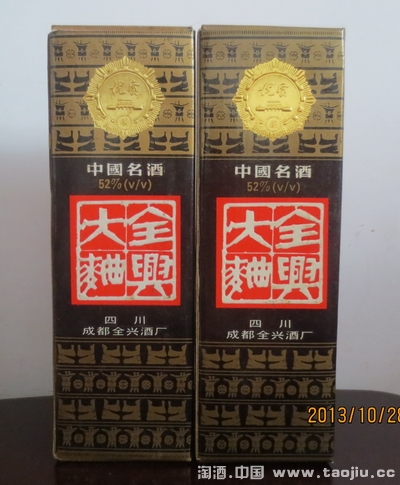 中國名酒
52%(v/v)
全興
大麯
四川
成都全兴酒厂
中國名酒
52%(v/v)
全興
大麯
四川
成都全兴酒厂
2013/10/28
淘酒.中国 www.taojiu.cc